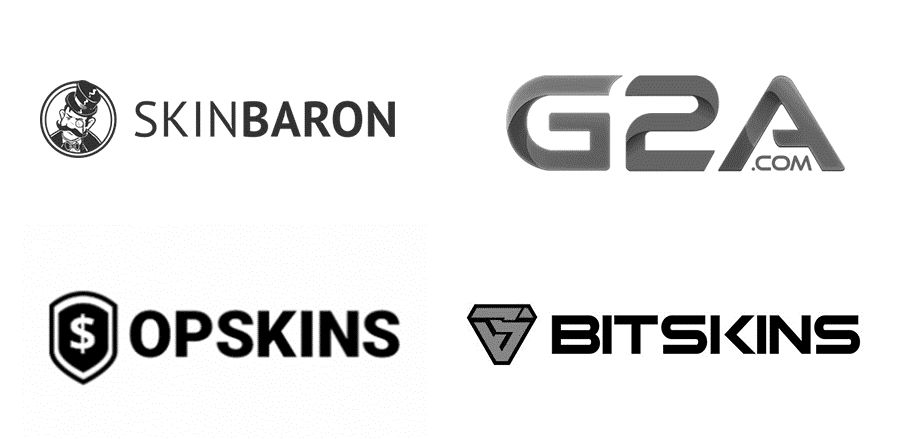 SKINBARON
G2A
.COM
$ OPSKINS
BITSKINS